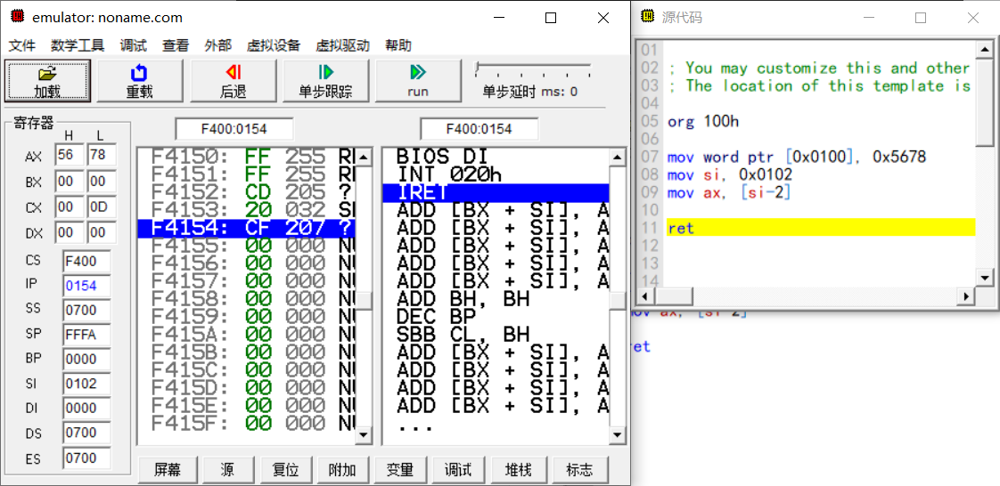 emulator: noname.com
文件 数学工具 调试 查看 外部 虚拟设备 虚拟驱动 帮助
加载 重载 后退 单步跟踪 run 单步延时 ms: 0
寄存器
H L
AX 56 78
BX 00 00
CX 00 0D
DX 00 00
CS F400
IP 0154
SS 0700
SP FFFA
BP 0000
SI 0102
DI 0000
DS 0700
ES 0700
F400:0154
F4150: FF 255
F4151: FF 255
F4152: CD 205 ?
F4153: 20 032
F4154: CF 207 ?
F4155: 00 000
F4156: 00 000
F4157: 00 000
F4158: 00 000
F4159: 00 000
F415A: 00 000
F415B: 00 000
F415C: 00 000
F415D: 00 000
F415E: 00 000
F415F: 00 000
F400:0154
BIOS DI
INT 020h
IRET
ADD [BX + SI], A
ADD [BX + SI], A
ADD [BX + SI], A
ADD [BX + SI], A
ADD [BX + SI], A
ADD BH, BH
DEC BP
SBB CL, BH
ADD [BX + SI], A
ADD [BX + SI], A
ADD [BX + SI], A
ADD [BX + SI], A
...
屏幕 源 复位 附加 变量 调试 堆栈 标志
源代码
01
02 ; You may customize this and other
03 ; The location of this template is
04
05 org 100h
06
07 mov word ptr [0x0100], 0x5678
08 mov si, 0x0102
09 mov ax, [si-2]
10
11 ret
12
13
14
mov ax, [si-2]
ret